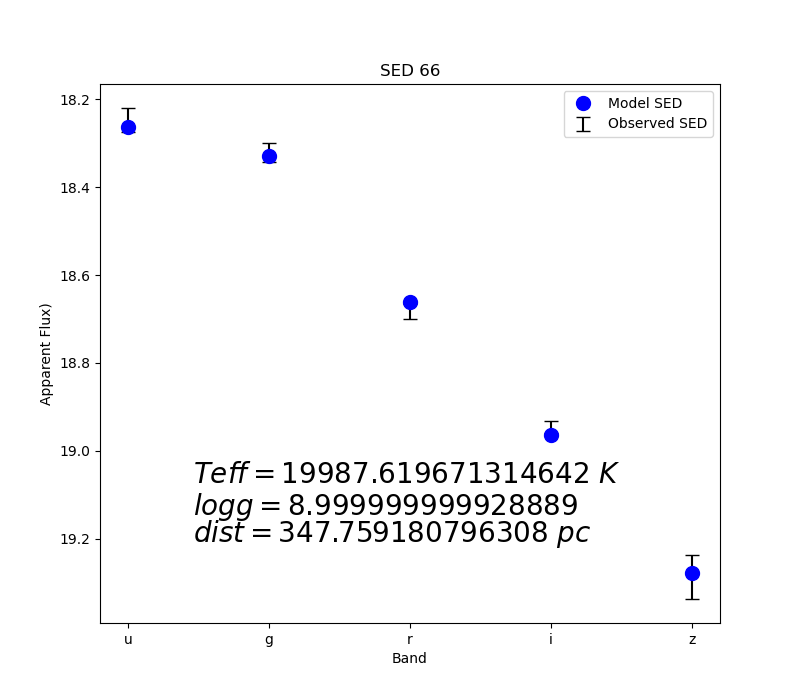 SED 66
18.2
18.4
18.6
18.8
19.0
19.2
Apparent Flux)
Model SED
Observed SED
Teff = 19987.619671314642 K
logg = 8.999999999928889
dist = 347.759180796308 pc
u g r i z
Band